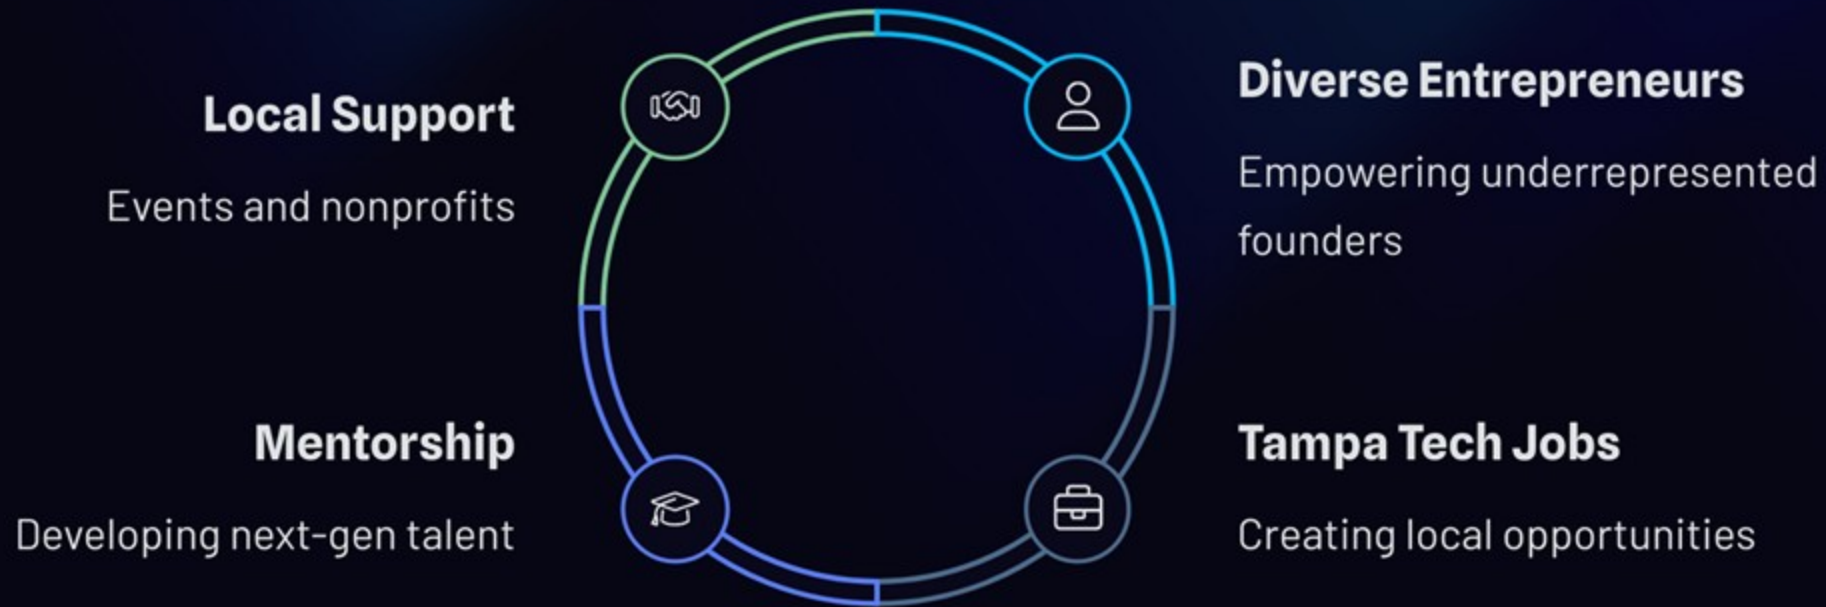 Local Support
Events and nonprofits
Diverse Entrepreneurs
Empowering underrepresented
founders
Mentorship
Developing next-gen talent
Tampa Tech Jobs
Creating local opportunities